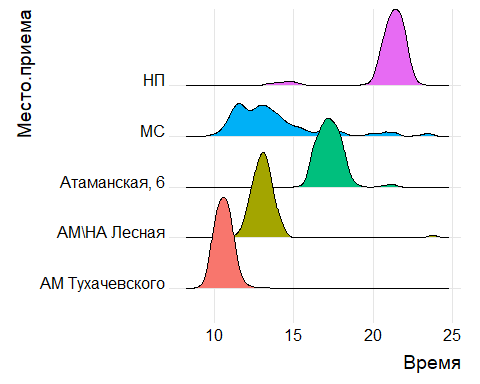 Место.приема
НП
МС
Атаманская, 6
АМ\НА Лесная
АМ Тухачевского
10 15 20 25
Время